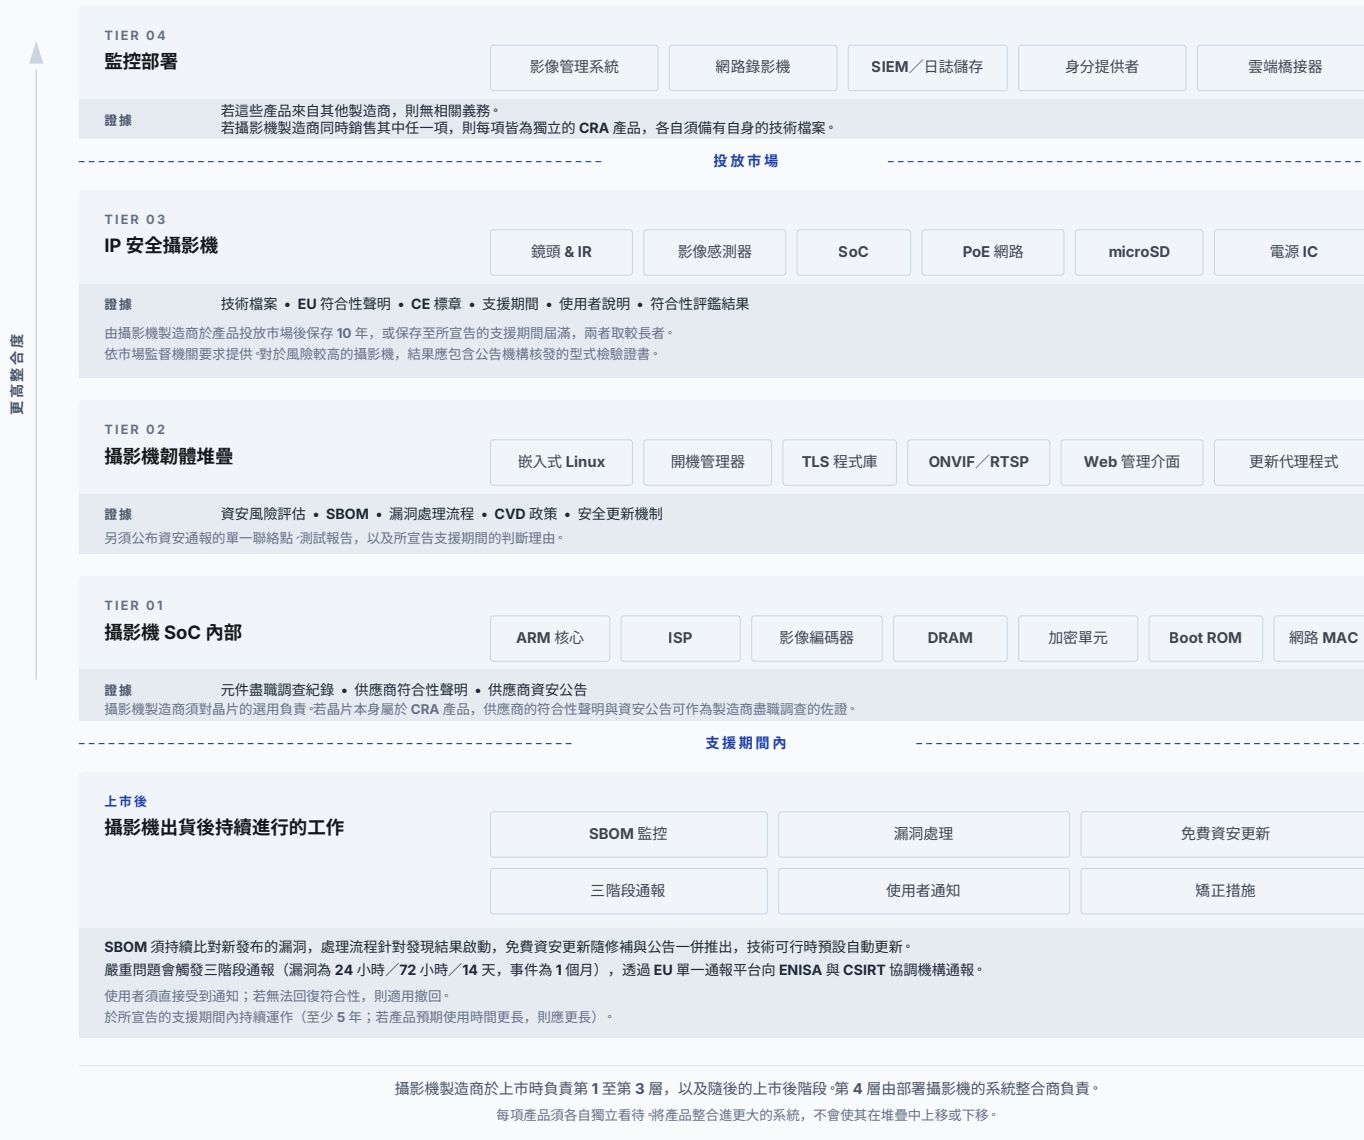 TIER 04
監控部署
影像管理系統
網路錄影機
SIEM／日誌儲存
身分提供者
雲端橋接器
證據
若這些產品來自其他製造商，則無相關義務。
若攝影機製造商同時銷售其中任一項，則每項皆為獨立的 CRA 產品，各自須備有自身的技術檔案。
投放市場
TIER 03
IP 安全攝影機
鏡頭 & IR
影像感測器
SoC
PoE 網路
microSD
電源 IC
證據
技術檔案 • EU 符合性聲明 • CE 標章 • 支援期間 • 使用者說明 • 符合性評鑑結果
由攝影機製造商於產品投放市場後保存 10 年，或保存至所宣告的支援期間屆滿，兩者取較長者。
依市場監督機關要求提供。對於風險較高的攝影機，結果應包含公告機構核發的型式檢驗證書。
更高整合度
TIER 02
攝影機韌體堆疊
嵌入式 Linux
開機管理器
TLS 程式庫
ONVIF／RTSP
Web 管理介面
更新代理程式
證據
資安風險評估 • SBOM • 漏洞處理流程 • CVD 政策 • 安全更新機制
另須公布資安通報的單一聯絡點、測試報告，以及所宣告支援期間的判斷理由。
TIER 01
攝影機 SoC 內部
ARM 核心
ISP
影像編碼器
DRAM
加密單元
Boot ROM
網路 MAC
證據
元件盡職調查紀錄 • 供應商符合性聲明 • 供應商資安公告
攝影機製造商須對晶片的選用負責。若晶片本身屬於 CRA 產品，供應商的符合性聲明與資安公告可作為製造商盡職調查的佐證。
支援期間內
上市後
攝影機出貨後持續進行的工作
SBOM 監控
漏洞處理
免費資安更新
三階段通報
使用者通知
矯正措施
SBOM 須持續比對新發布的漏洞，處理流程針對發現結果啟動，免費資安更新隨修補與公告一併推出，技術可行時預設自動更新。
嚴重問題會觸發三階段通報（漏洞為 24 小時／72 小時／14 天，事件為 1 個月），透過 EU 單一通報平台向 ENISA 與 CSIRT 協調機構通報。
使用者須直接受到通知；若無法回復符合性，則適用撤回。
於所宣告的支援期間內持續運作（至少 5 年；若產品預期使用時間更長，則應更長）。
攝影機製造商於上市時負責第 1 至第 3 層，以及隨後的上市後階段。第 4 層由部署攝影機的系統整合商負責。
每項產品須各自獨立看待。將產品整合進更大的系統，不會使其在堆疊中上移或下移。